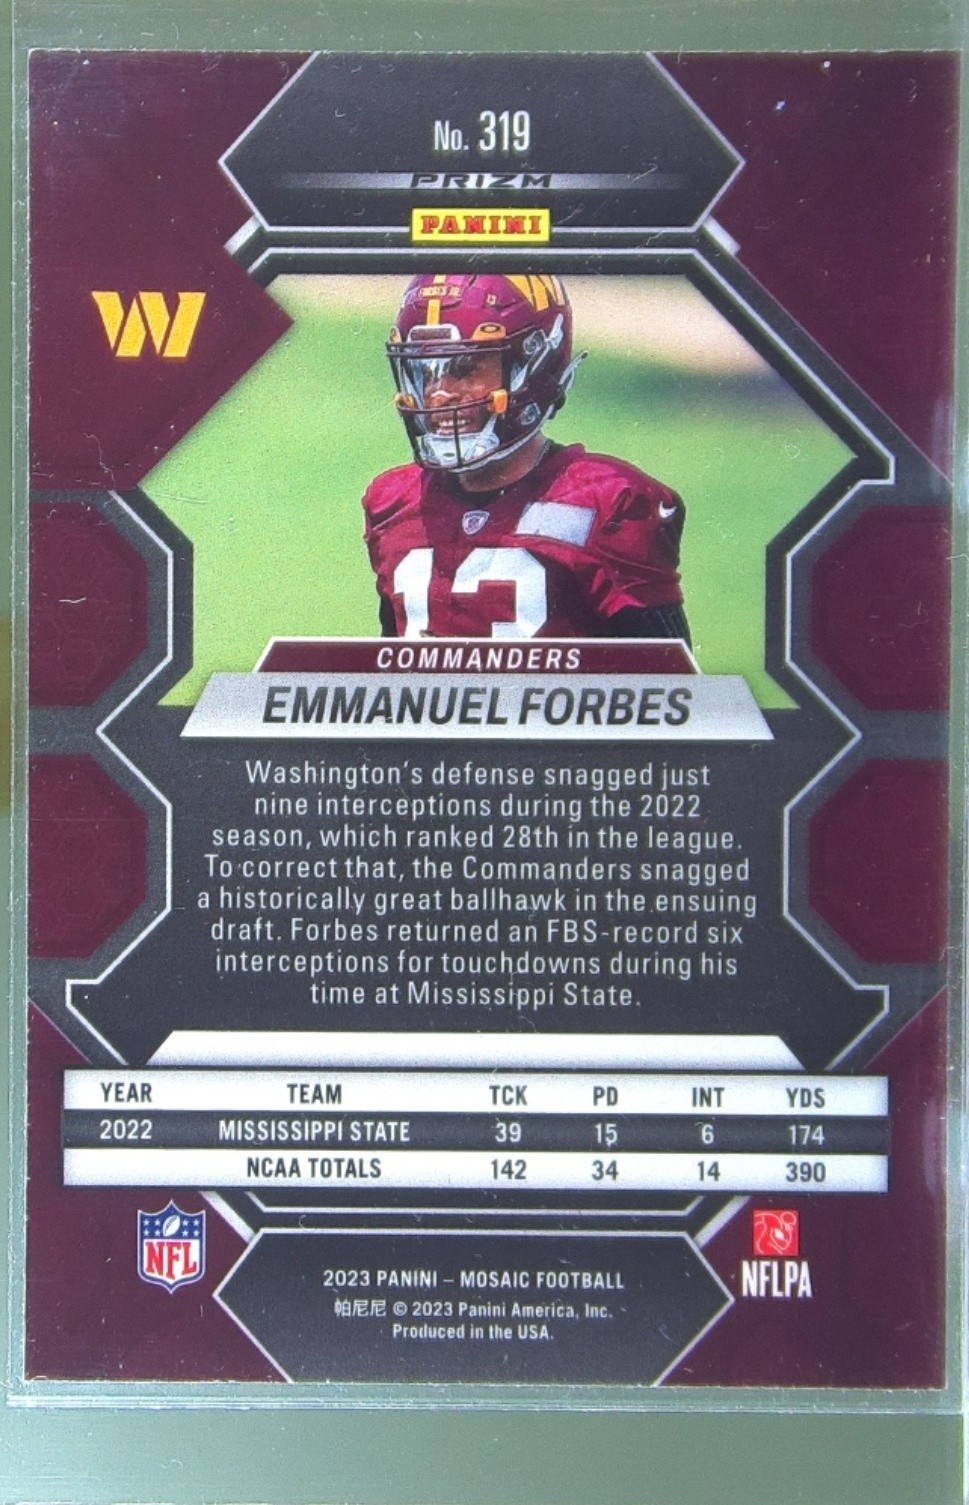 No. 319
PRIZM
PANINI
W
FORBES JR. 13
13
COMMANDERS
EMMANUEL FORBES
Washington's defense snagged just
nine interceptions during the 2022
season, which ranked 28th in the league.
To correct that, the Commanders snagged
a historically great ballhawk in the ensuing
draft. Forbes returned an FBS-record six
interceptions for touchdowns during his
time at Mississippi State.
YEAR TEAM TCK PD INT YDS
2022 MISSISSIPPI STATE 39 15 6 174
NCAA TOTALS 142 34 14 390
NFL
NFLPA
2023 PANINI – MOSAIC FOOTBALL
帕尼尼 © 2023 Panini America, Inc.
Produced in the USA.